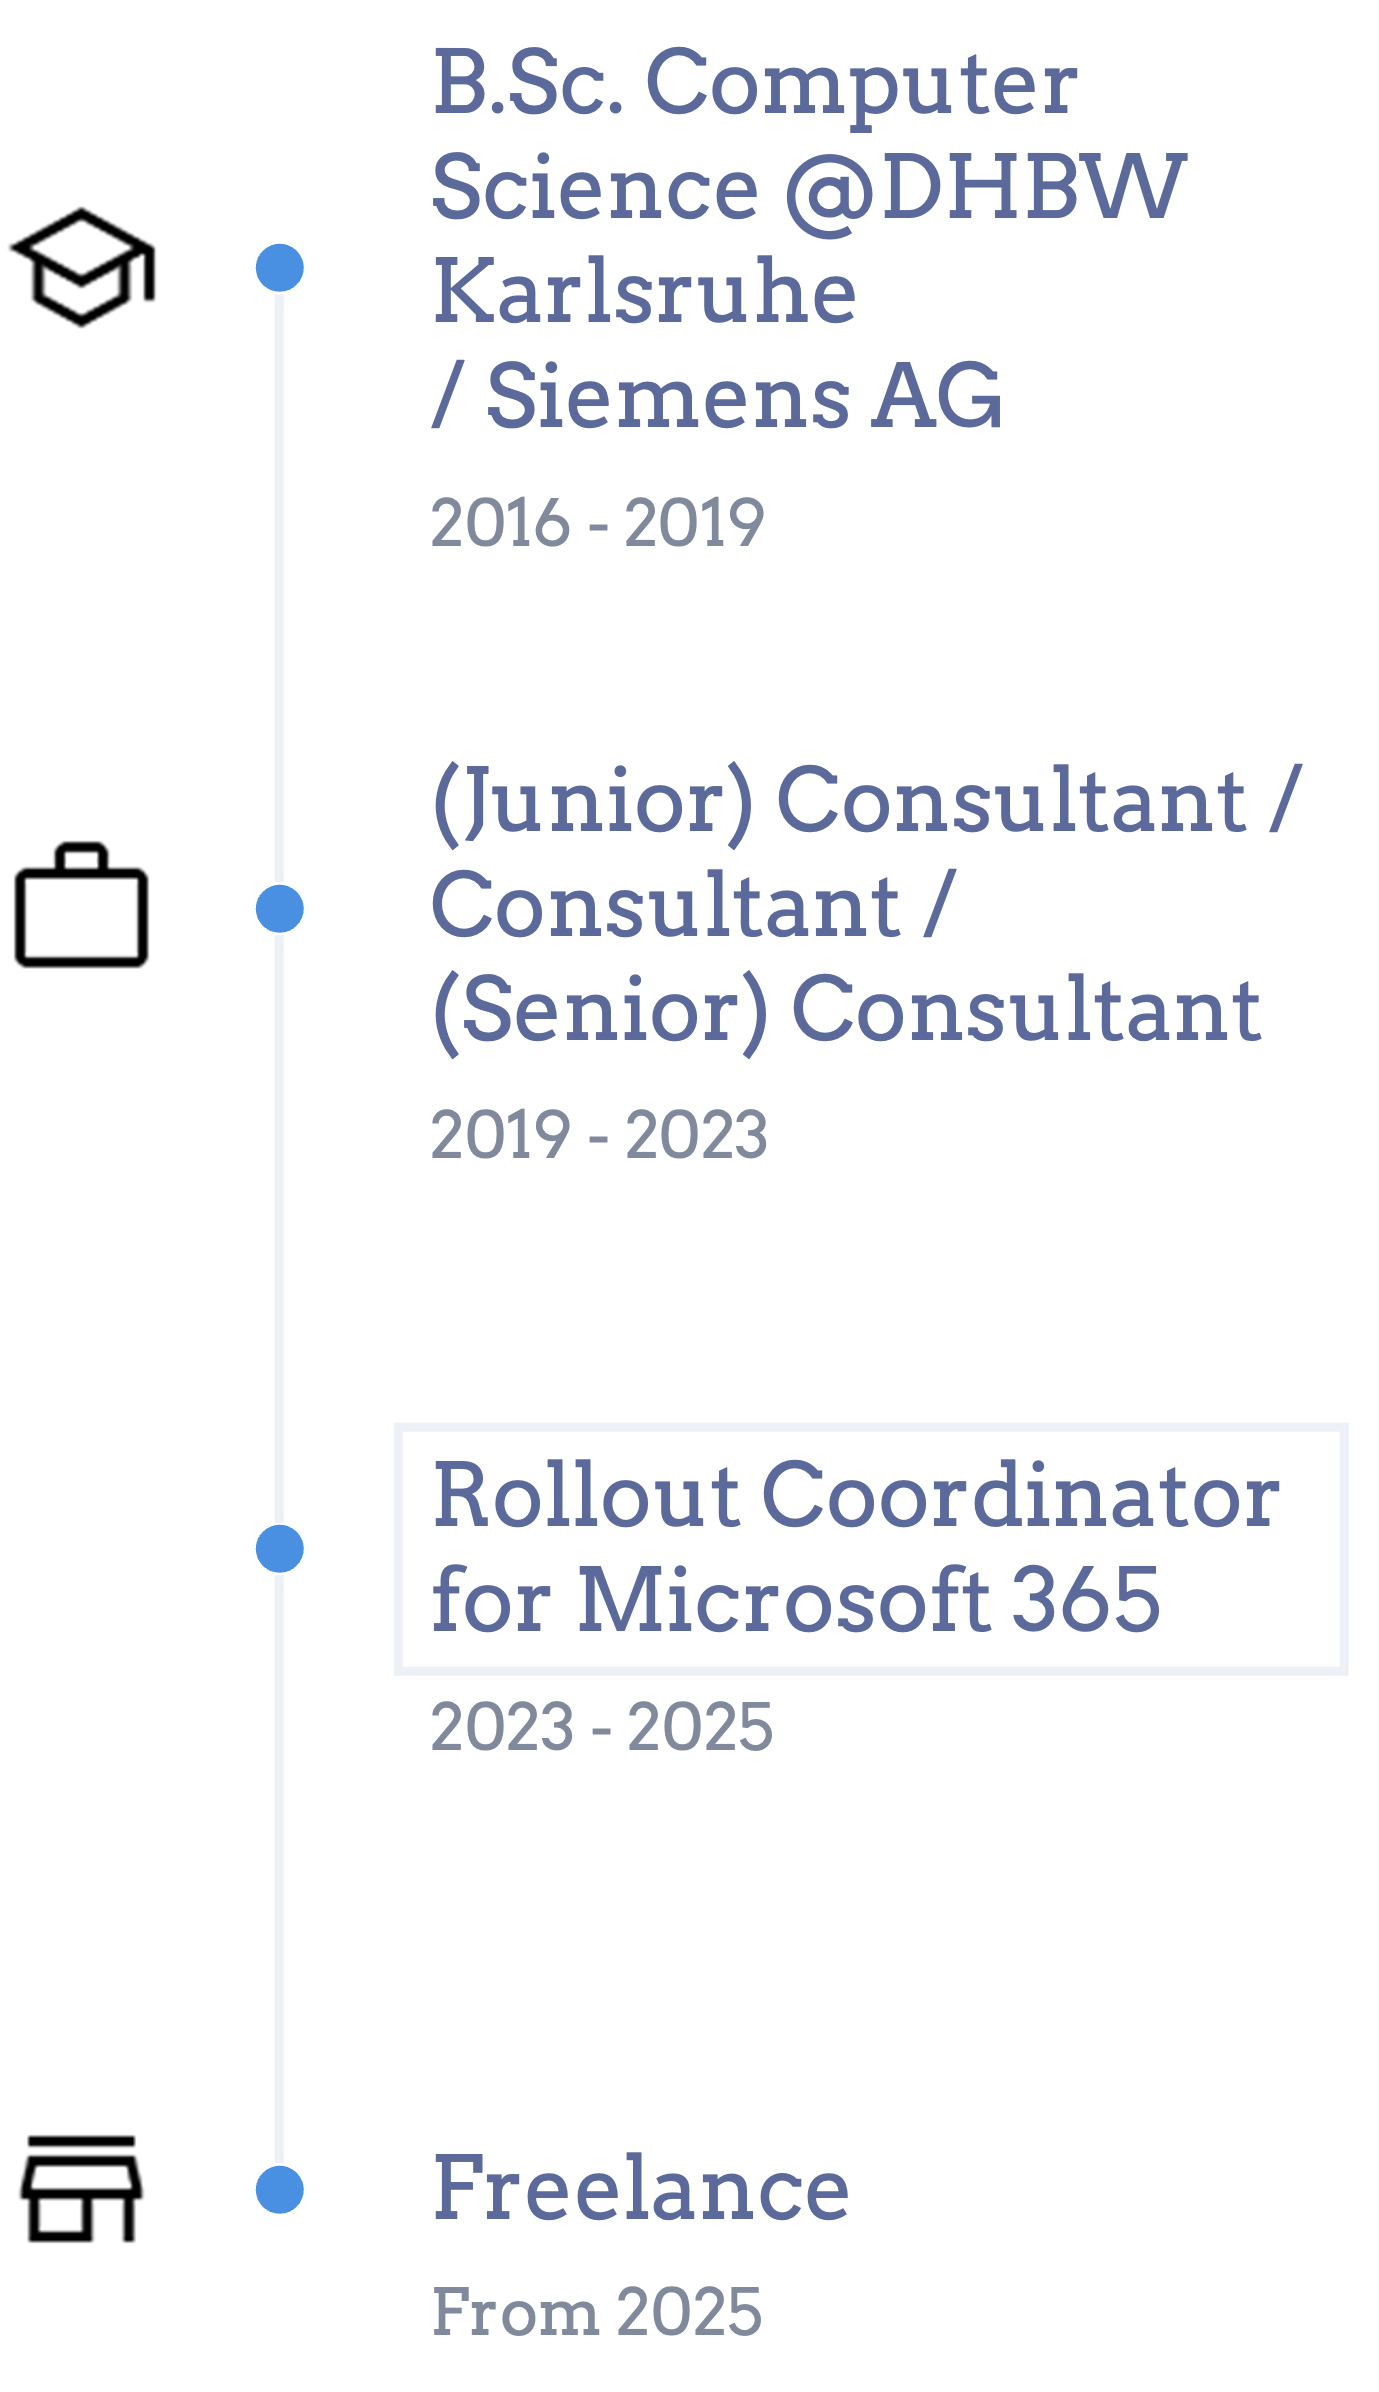 B.Sc. Computer
Science @DHBW
Karlsruhe
/ Siemens AG
2016 - 2019
(Junior) Consultant /
Consultant /
(Senior) Consultant
2019 - 2023
Rollout Coordinator
for Microsoft 365
2023 - 2025
Freelance
From 2025